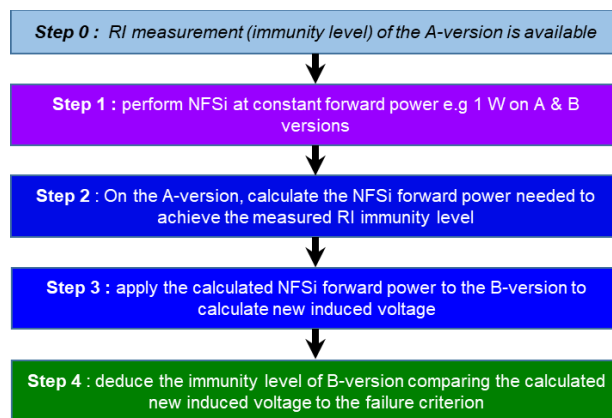 Step 0 : RI measurement (immunity level) of the A-version is available
Step 1 : perform NFSi at constant forward power e.g 1 W on A & B
versions
Step 2 : On the A-version, calculate the NFSi forward power needed to
achieve the measured RI immunity level
Step 3 : apply the calculated NFSi forward power to the B-version to
calculate new induced voltage
Step 4 : deduce the immunity level of B-version comparing the calculated
new induced voltage to the failure criterion